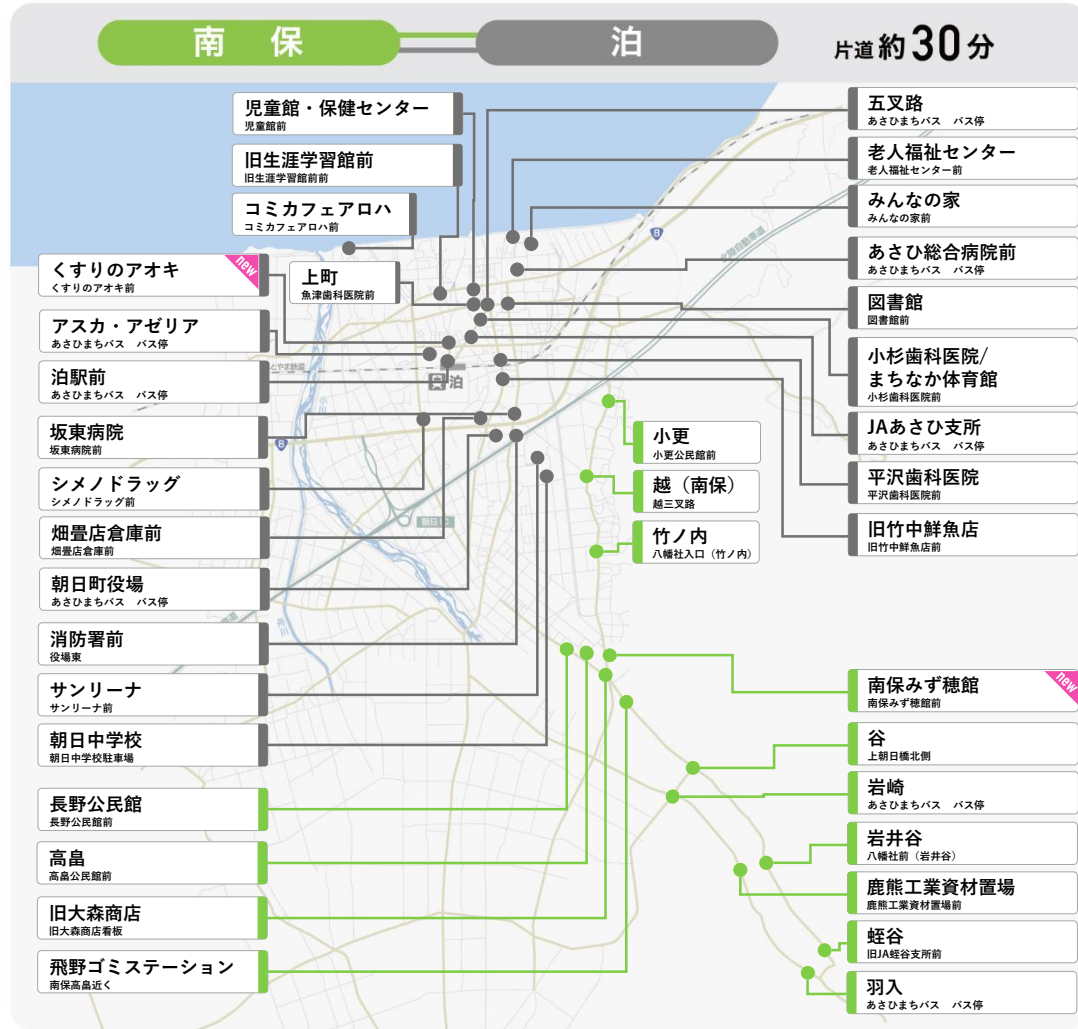 南 保
泊
片道 約30分
児童館・保健センター
児童館前
旧生涯学習館前
旧生涯学習館前前
コミカフェアロハ
コミカフェアロハ前
くすりのアオキ
くすりのアオキ前
new
上町
魚津歯科医院前
アスカ・アゼリア
あさひまちバス バス停
泊駅前
あさひまちバス バス停
坂東病院
坂東病院前
シメノドラッグ
シメノドラッグ前
畑畳店倉庫前
畑畳店倉庫前
朝日町役場
あさひまちバス バス停
消防署前
役場東
サンリーナ
サンリーナ前
朝日中学校
朝日中学校駐車場
長野公民館
長野公民館前
高畠
高畠公民館前
旧大森商店
旧大森商店看板
飛野ゴミステーション
南保高畠近く
泊
8
8
小更
小更公民館前
越（南保）
越三叉路
竹ノ内
八幡社入口（竹ノ内）
五叉路
あさひまちバス バス停
老人福祉センター
老人福祉センター前
みんなの家
みんなの家前
あさひ総合病院前
あさひまちバス バス停
図書館
図書館前
小杉歯科医院/
まちなか体育館
小杉歯科医院前
JAあさひ支所
あさひまちバス バス停
平沢歯科医院
平沢歯科医院前
旧竹中鮮魚店
旧竹中鮮魚店前
南保みず穂館
南保みず穂館前
new
谷
上朝日橋北側
岩崎
あさひまちバス バス停
岩井谷
八幡社前（岩井谷）
鹿熊工業資材置場
鹿熊工業資材置場前
蛭谷
旧JA蛭谷支所前
羽入
あさひまちバス バス停